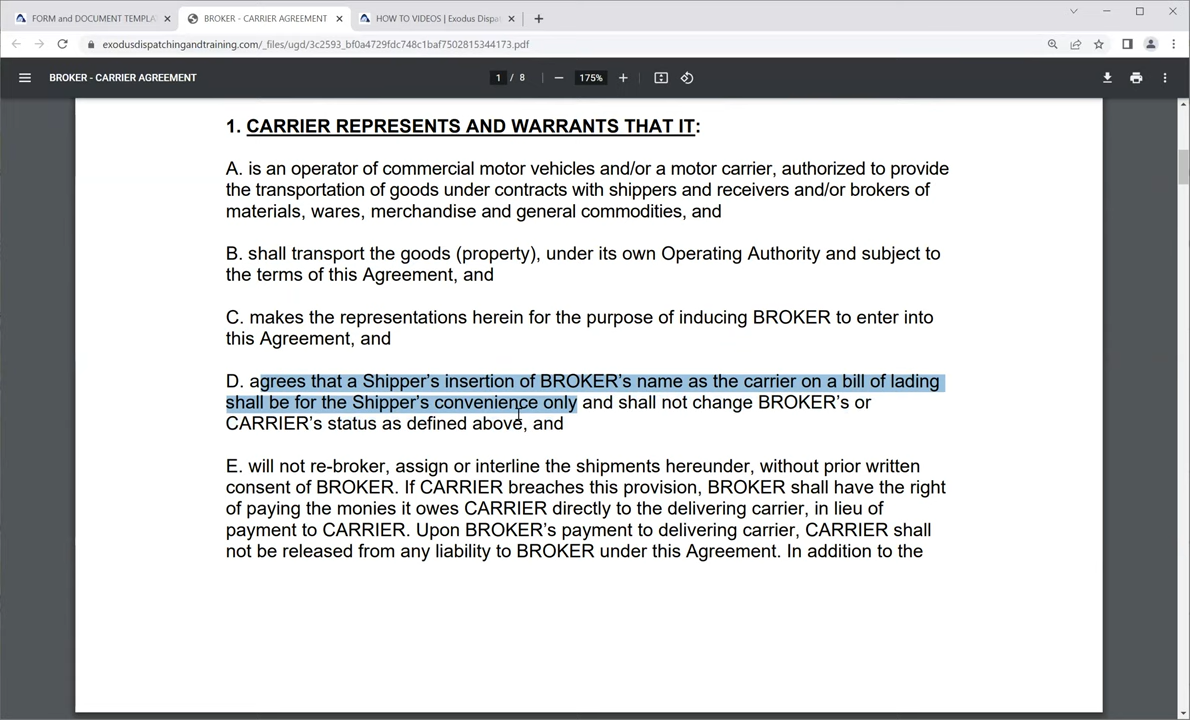 FORM and DOCUMENT TEMPLA
BROKER - CARRIER AGREEMENT
HOW TO VIDEOS | Exodus Dispa
exodusdispatchingandtraining.com/_files/ugd/3c2593_bf0a4729fdc748c1baf7502815344173.pdf
BROKER - CARRIER AGREEMENT
1 / 8
175%
1. CARRIER REPRESENTS AND WARRANTS THAT IT:
A. is an operator of commercial motor vehicles and/or a motor carrier, authorized to provide
the transportation of goods under contracts with shippers and receivers and/or brokers of
materials, wares, merchandise and general commodities, and
B. shall transport the goods (property), under its own Operating Authority and subject to
the terms of this Agreement, and
C. makes the representations herein for the purpose of inducing BROKER to enter into
this Agreement, and
D. agrees that a Shipper's insertion of BROKER's name as the carrier on a bill of lading
shall be for the Shipper's convenience only and shall not change BROKER's or
CARRIER's status as defined above, and
E. will not re-broker, assign or interline the shipments hereunder, without prior written
consent of BROKER. If CARRIER breaches this provision, BROKER shall have the right
of paying the monies it owes CARRIER directly to the delivering carrier, in lieu of
payment to CARRIER. Upon BROKER's payment to delivering carrier, CARRIER shall
not be released from any liability to BROKER under this Agreement. In addition to the